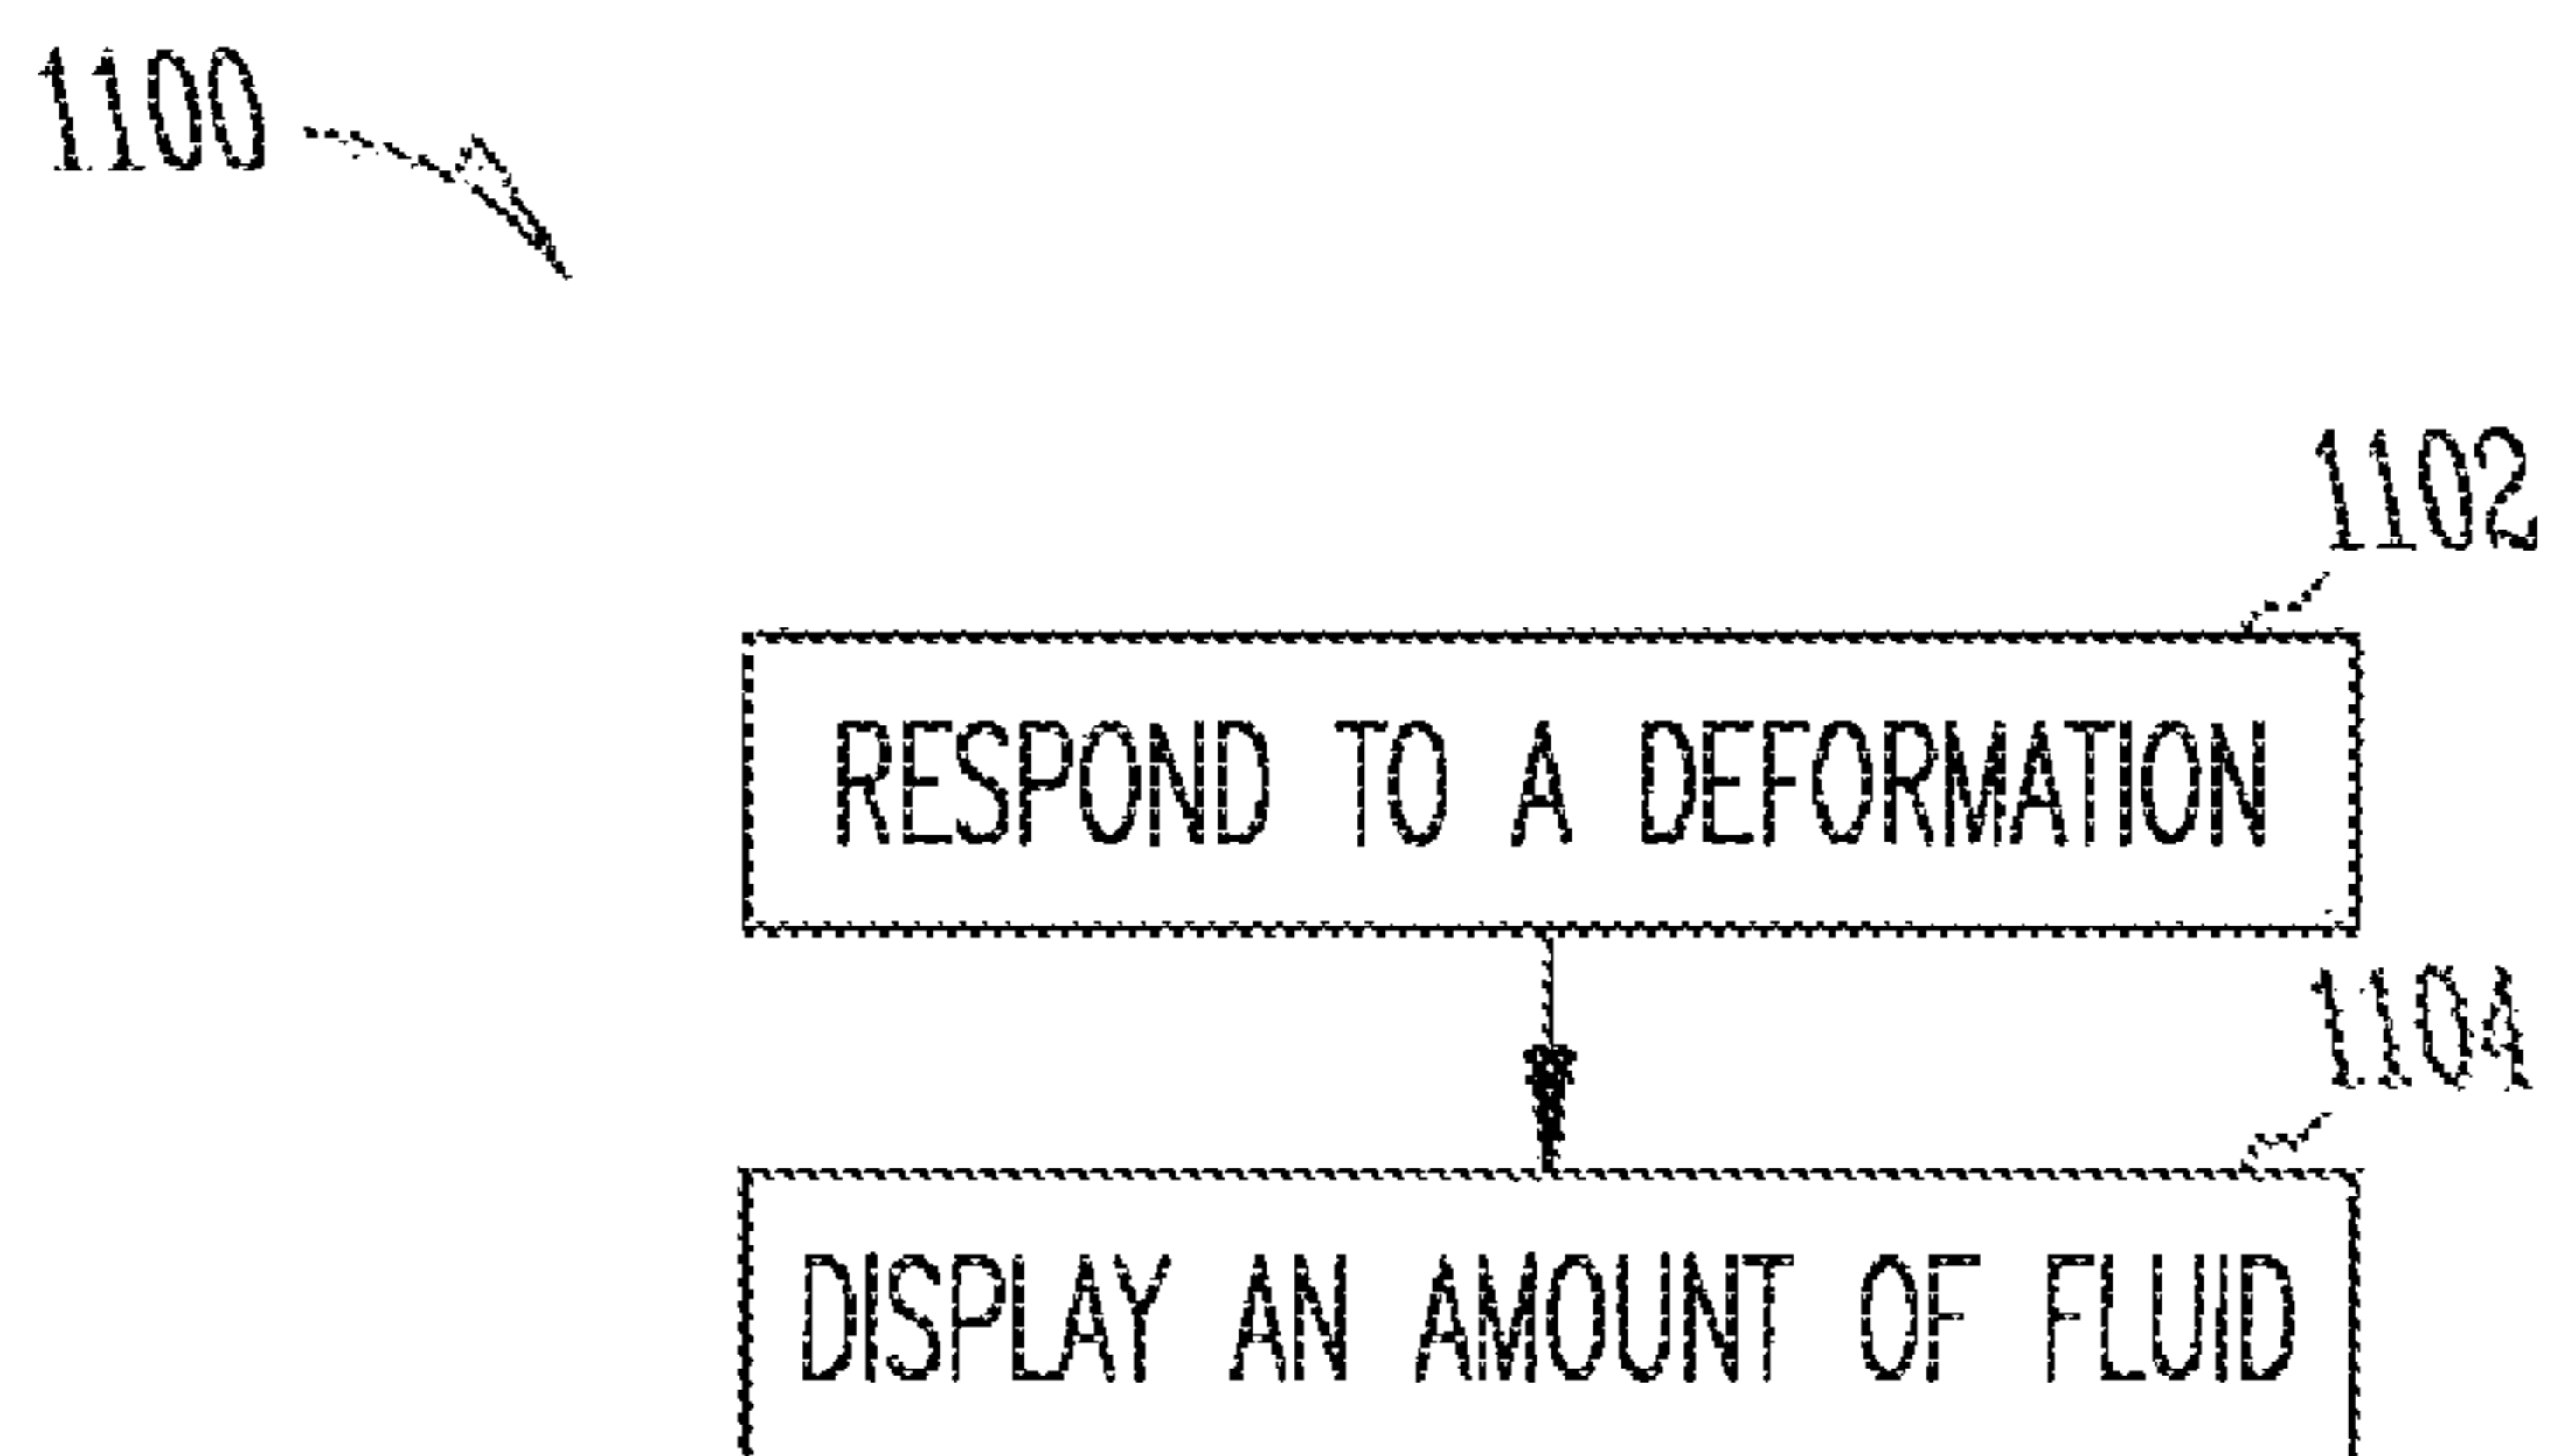 1100
1102
RESPOND TO A DEFORMATION
1104
DISPLAY AN AMOUNT OF FLUID